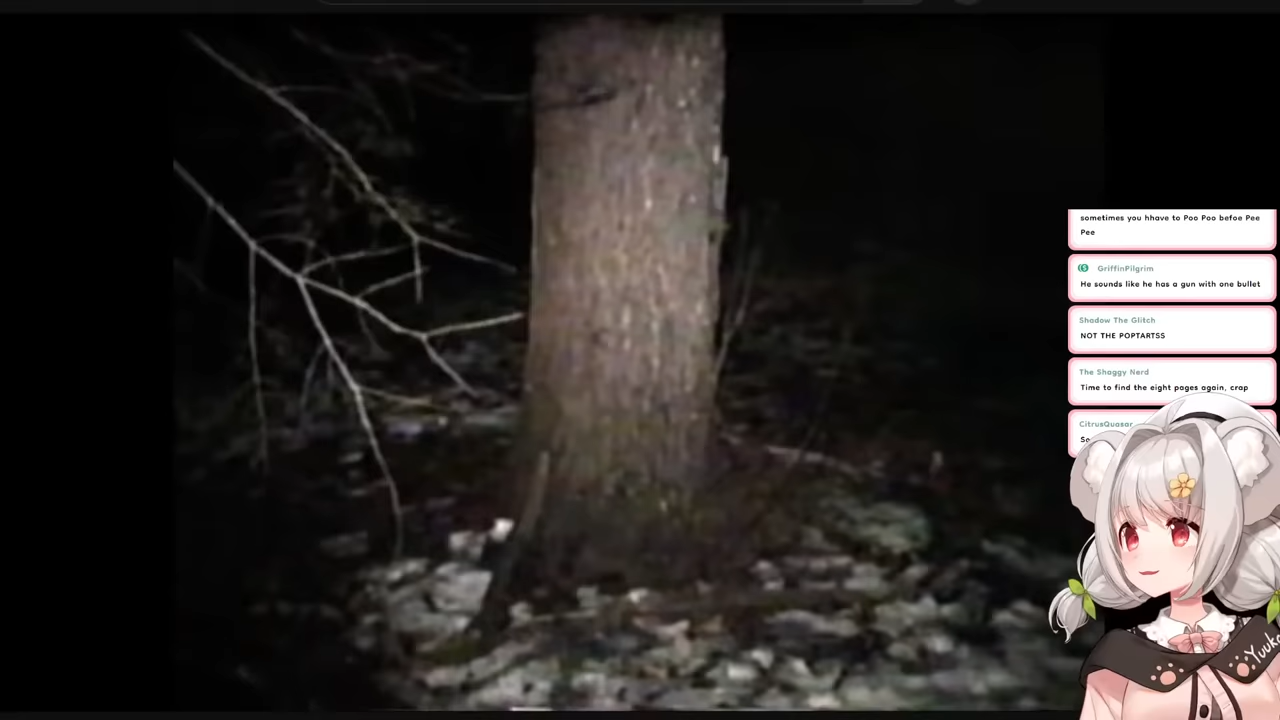 sometimes you hhave to Poo Poo befoe Pee
Pee
GriffinPilgrim
He sounds like he has a gun with one bullet
Shadow The Glitch
NOT THE POPTARTSS
The Shaggy Nerd
Time to find the eight pages again, crap
CitrusQuasar